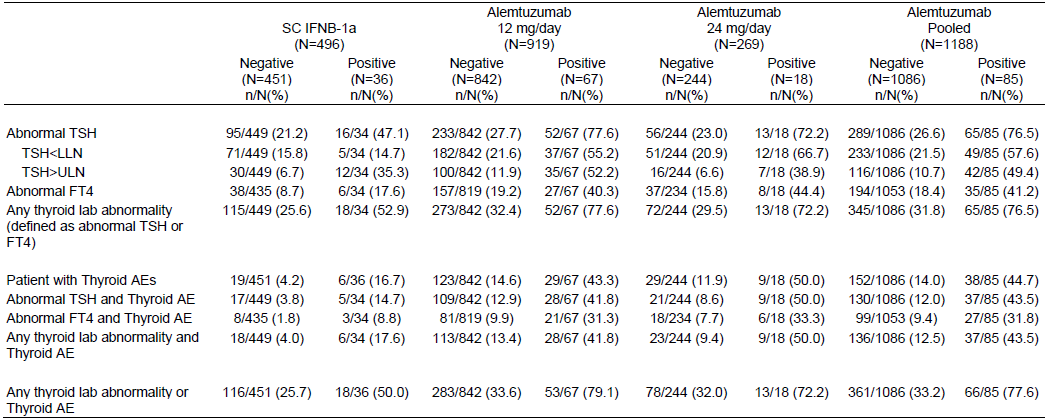 SC IFNB-1a Alemtuzumab Alemtuzumab Alemtuzumab
(N=496) 12 mg/day 24 mg/day Pooled
(N=919) (N=269) (N=1188)
Negative Positive Negative Positive Negative Positive Negative Positive
(N=451) (N=36) (N=842) (N=67) (N=244) (N=18) (N=1086) (N=85)
n/N(%) n/N(%) n/N(%) n/N(%) n/N(%) n/N(%) n/N(%) n/N(%)
Abnormal TSH 95/449 (21.2) 16/34 (47.1) 233/842 (27.7) 52/67 (77.6) 56/244 (23.0) 13/18 (72.2) 289/1086 (26.6) 65/85 (76.5)
TSH<LLN 71/449 (15.8) 5/34 (14.7) 182/842 (21.6) 37/67 (55.2) 51/244 (20.9) 12/18 (66.7) 233/1086 (21.5) 49/85 (57.6)
TSH>ULN 30/449 (6.7) 12/34 (35.3) 100/842 (11.9) 35/67 (52.2) 16/244 (6.6) 7/18 (38.9) 116/1086 (10.7) 42/85 (49.4)
Abnormal FT4 38/435 (8.7) 6/34 (17.6) 157/819 (19.2) 27/67 (40.3) 37/234 (15.8) 8/18 (44.4) 194/1053 (18.4) 35/85 (41.2)
Any thyroid lab abnormality 115/449 (25.6) 18/34 (52.9) 273/842 (32.4) 52/67 (77.6) 72/244 (29.5) 13/18 (72.2) 345/1086 (31.8) 65/85 (76.5)
(defined as abnormal TSH or
FT4)
Patient with Thyroid AEs 19/451 (4.2) 6/36 (16.7) 123/842 (14.6) 29/67 (43.3) 29/244 (11.9) 9/18 (50.0) 152/1086 (14.0) 38/85 (44.7)
Abnormal TSH and Thyroid AE 17/449 (3.8) 5/34 (14.7) 109/842 (12.9) 28/67 (41.8) 21/244 (8.6) 9/18 (50.0) 130/1086 (12.0) 37/85 (43.5)
Abnormal FT4 and Thyroid AE 8/435 (1.8) 3/34 (8.8) 81/819 (9.9) 21/67 (31.3) 18/234 (7.7) 6/18 (33.3) 99/1053 (9.4) 27/85 (31.8)
Any thyroid lab abnormality and 18/449 (4.0) 6/34 (17.6) 113/842 (13.4) 28/67 (41.8) 23/244 (9.4) 9/18 (50.0) 136/1086 (12.5) 37/85 (43.5)
Thyroid AE
Any thyroid lab abnormality or 116/451 (25.7) 18/36 (50.0) 283/842 (33.6) 53/67 (79.1) 78/244 (32.0) 13/18 (72.2) 361/1086 (33.2) 66/85 (77.6)
Thyroid AE